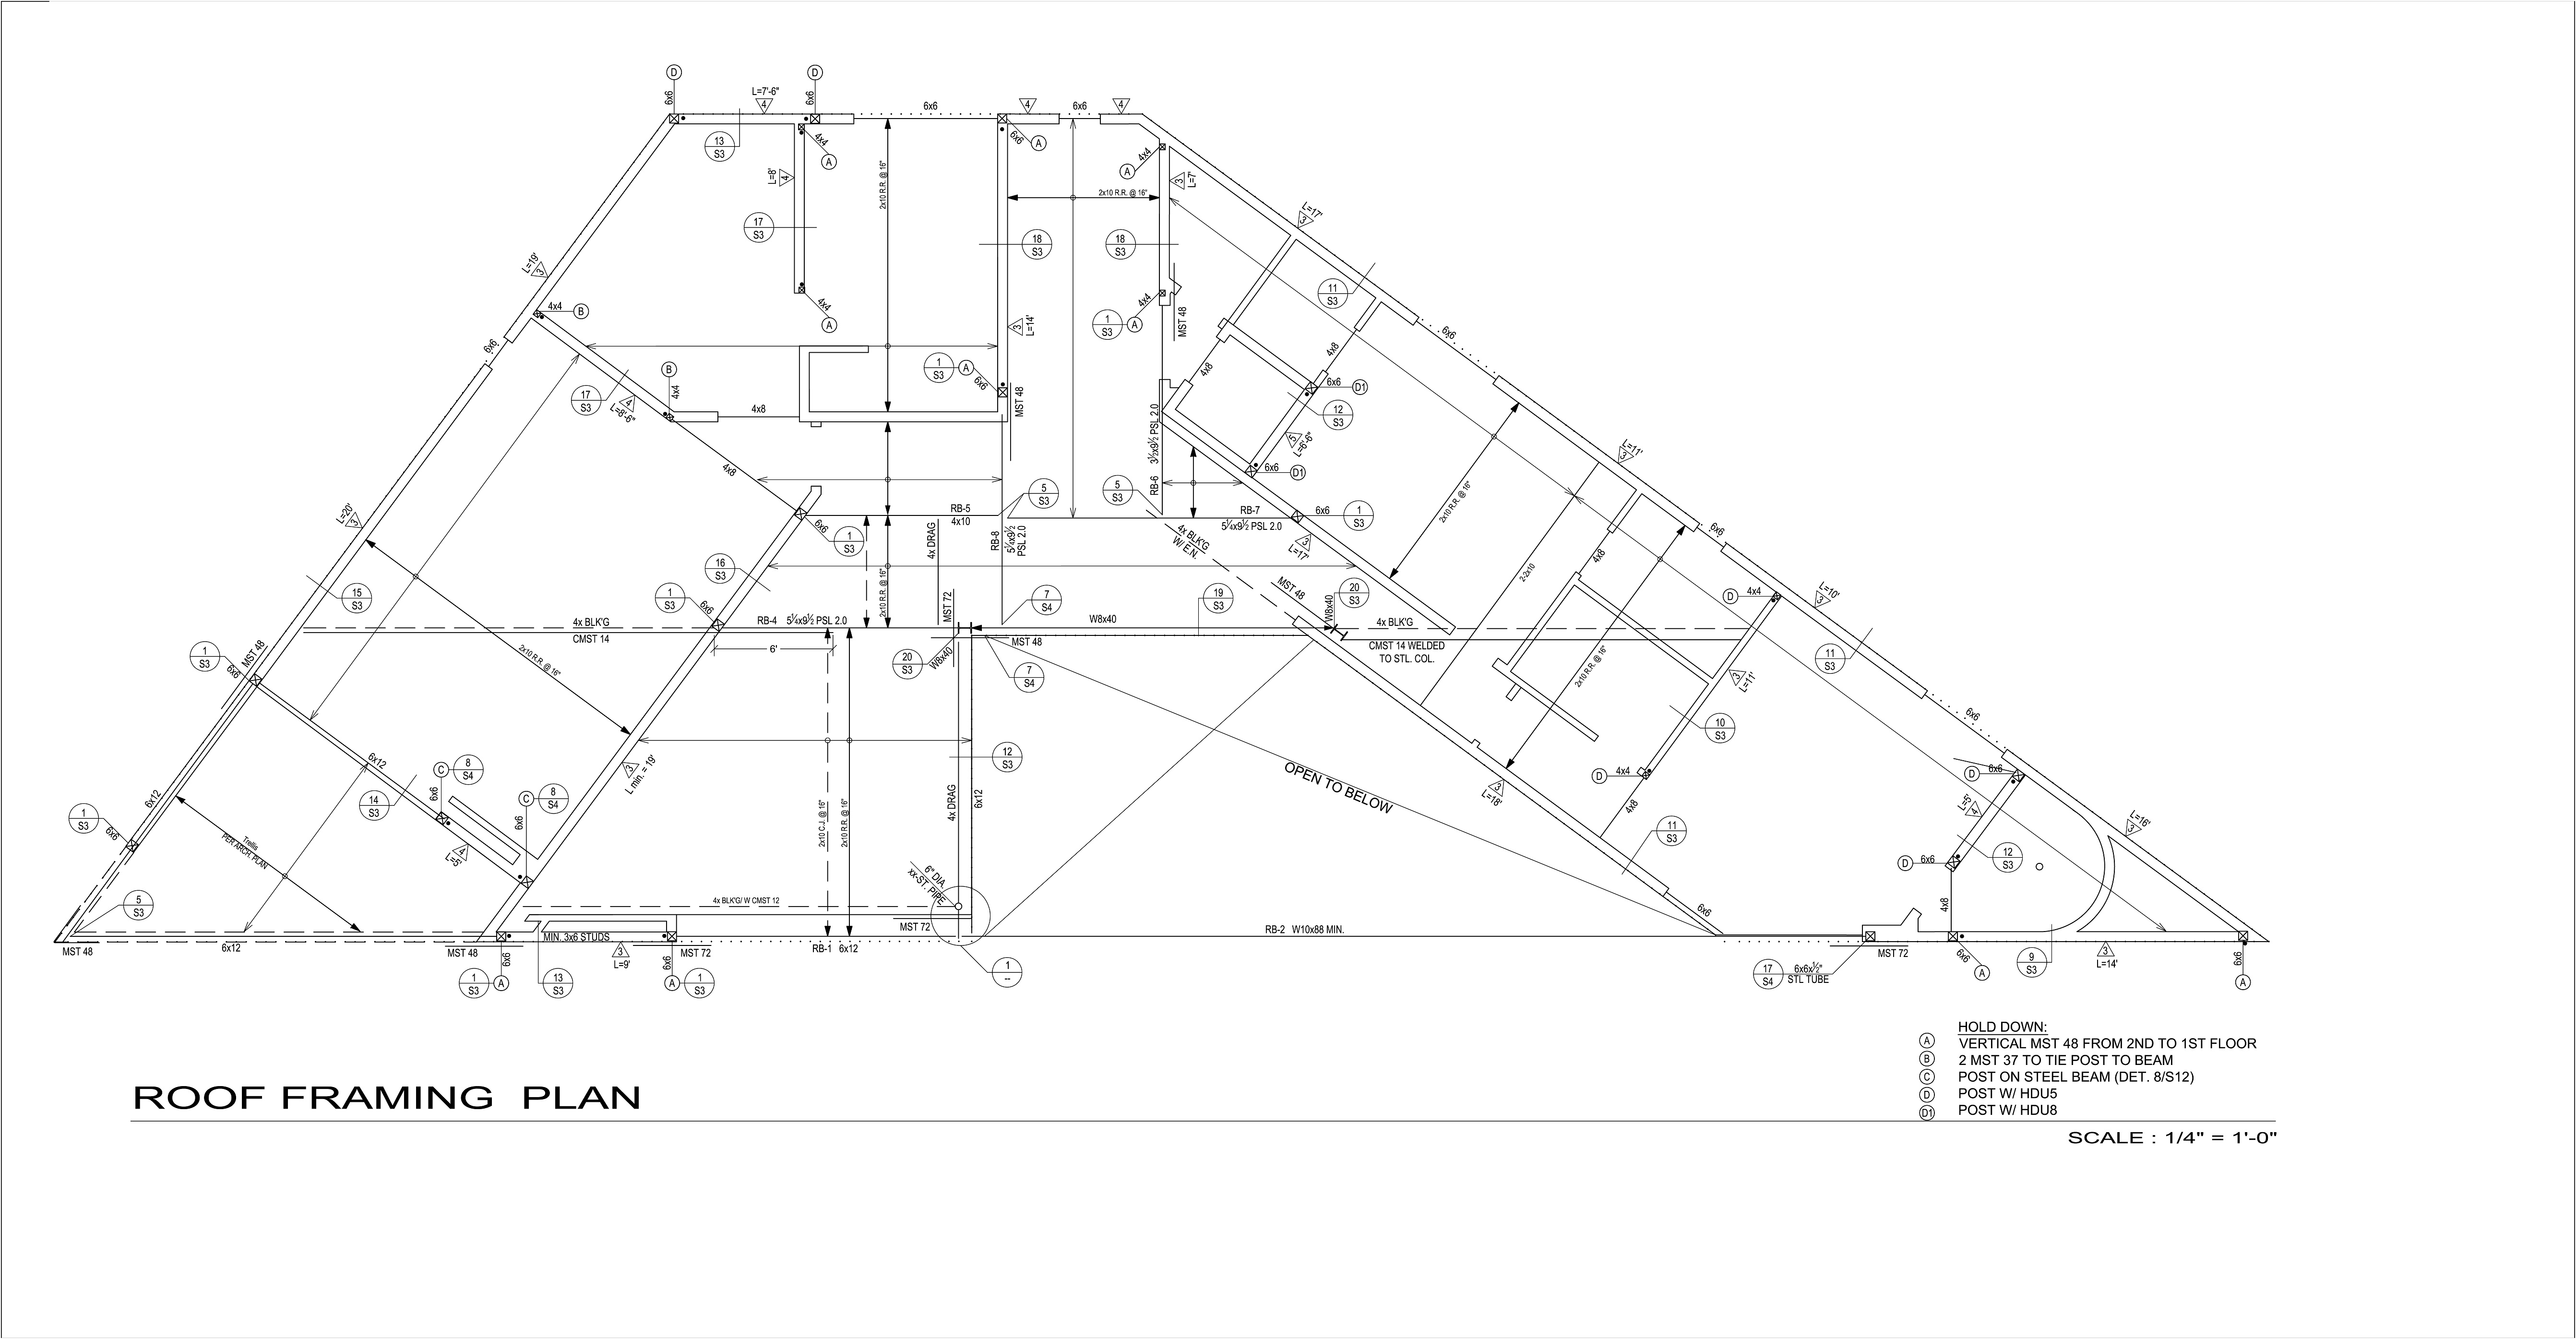 D
D
L=7'-6"
4
6x6
6x6
6x6
4
6x6
4
13
S3
4x4
A
6x6
A
4x4
A
L=8'
4
2x10 R.R. @ 16"
2x10 R.R. @ 16"
3
L=7'
L=17'
3
17
S3
18
S3
18
S3
L=19'
3
11
S3
4x4
B
4x4
A
3
L=14'
1
S3
A
4x4
MST 48
6x6
6x6
4x8
4x8
B
4x4
1
S3
A
6x6
MST 48
6x6
D1
17
S3
4
L=8'-6"
4x8
12
S3
5
L=6'-6"
4x8
RB-6 3½x9½ PSL 2.0
6x6
D1
L=11'
3
2x10 R.R. @ 16"
5
S3
5
S3
L=20'
3
6x6
1
S3
RB-5
4x10
4x DRAG
RB-8
5¼x9½
PSL 2.0
RB-7
5¼x9½ PSL 2.0
6x6
1
S3
4x BLK'G
W/ E.N.
3
L=17'
6x6
4x8
2-2x10
2x10 R.R. @ 16"
16
S3
15
S3
1
S3
6x6
2x10 R.R. @ 16"
MST 72
7
S4
19
S3
MST 48
W8x40
20
S3
D
4x4
L=10'
3
4x BLK'G
CMST 14
RB-4 5¼x9½ PSL 2.0
6'
W8x40
MST 48
4x BLK'G
CMST 14 WELDED
TO STL. COL.
1
S3
6x6
MST 48
2x10 R.R. @ 16"
20
S3
W8x40
7
S4
2x10 R.R. @ 16"
3
L=11'
11
S3
10
S3
6x6
6x12
C
8
S4
C
8
S4
3
L min. = 19'
12
S3
OPEN TO BELOW
3
L=18'
D
4x4
D
6x6
6x12
14
S3
6x6
6x6
4x DRAG
6x12
4x8
L=5'
4
1
S3
6x6
Trellis
PER ARCH. PLAN
4
L=5'
2x10 C.J. @ 16"
2x10 R.R. @ 16"
11
S3
L=16'
3
12
S3
D
6x6
6" DIA.
xx-ST. PIPE
5
S3
4x BLK'G/ W CMST 12
MST 72
6x6
4x8
MST 48
6x12
MST 48
6x6
MIN. 3x6 STUDS
3
L=9'
6x6
MST 72
RB-1 6x12
RB-2 W10x88 MIN.
MST 72
6x6
3
L=14'
6x6
1
S3
A
13
S3
A
1
S3
1
--
17
S4
6x6x½"
STL TUBE
A
9
S3
A
HOLD DOWN:
A VERTICAL MST 48 FROM 2ND TO 1ST FLOOR
B 2 MST 37 TO TIE POST TO BEAM
C POST ON STEEL BEAM (DET. 8/S12)
D POST W/ HDU5
D1 POST W/ HDU8
ROOF FRAMING PLAN
SCALE : 1/4" = 1'-0"